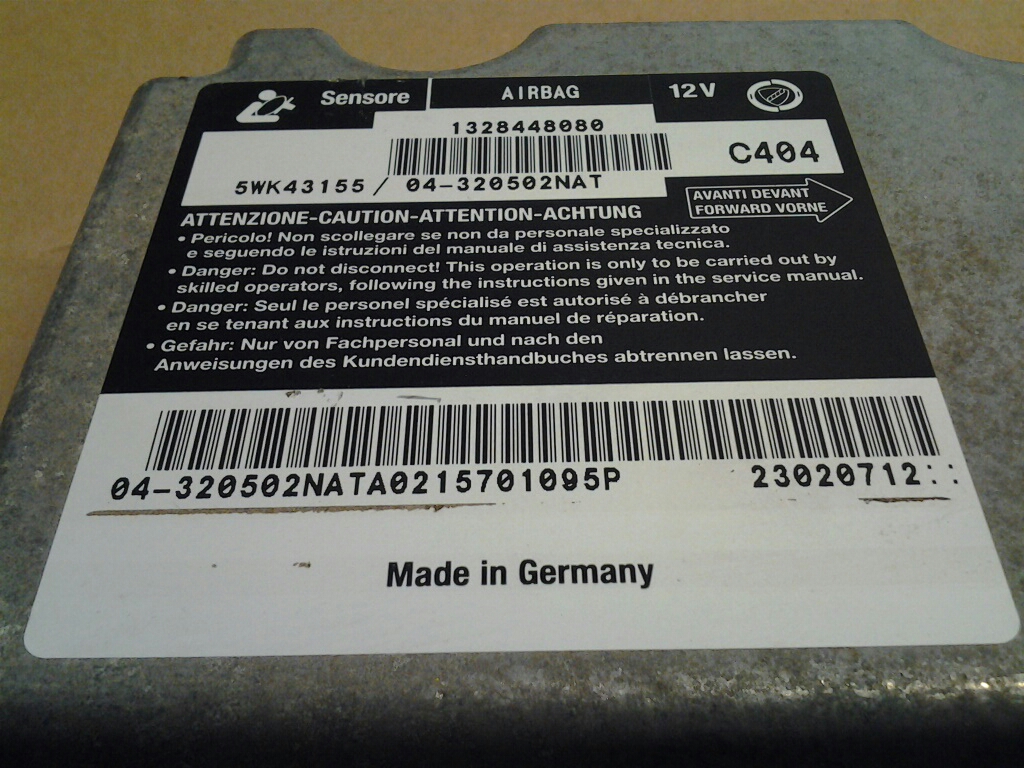 Sensore AIRBAG 12V
1328448080
C404
5WK43155 / 04-320502NAT
AVANTI DEVANT
FORWARD VORNE
ATTENZIONE-CAUTION-ATTENTION-ACHTUNG
• Pericolo! Non scollegare se non da personale specializzato
e seguendo le istruzioni del manuale di assistenza tecnica.
• Danger: Do not disconnect! This operation is only to be carried out by
skilled operators, following the instructions given in the service manual.
• Danger: Seul le personel spécialisé est autorisé à débrancher
en se tenant aux instructions du manuel de réparation.
• Gefahr: Nur von Fachpersonal und nach den
Anweisungen des Kundendiensthandbuches abtrennen lassen.
04-320502NATA0215701095P 23020712::
Made in Germany